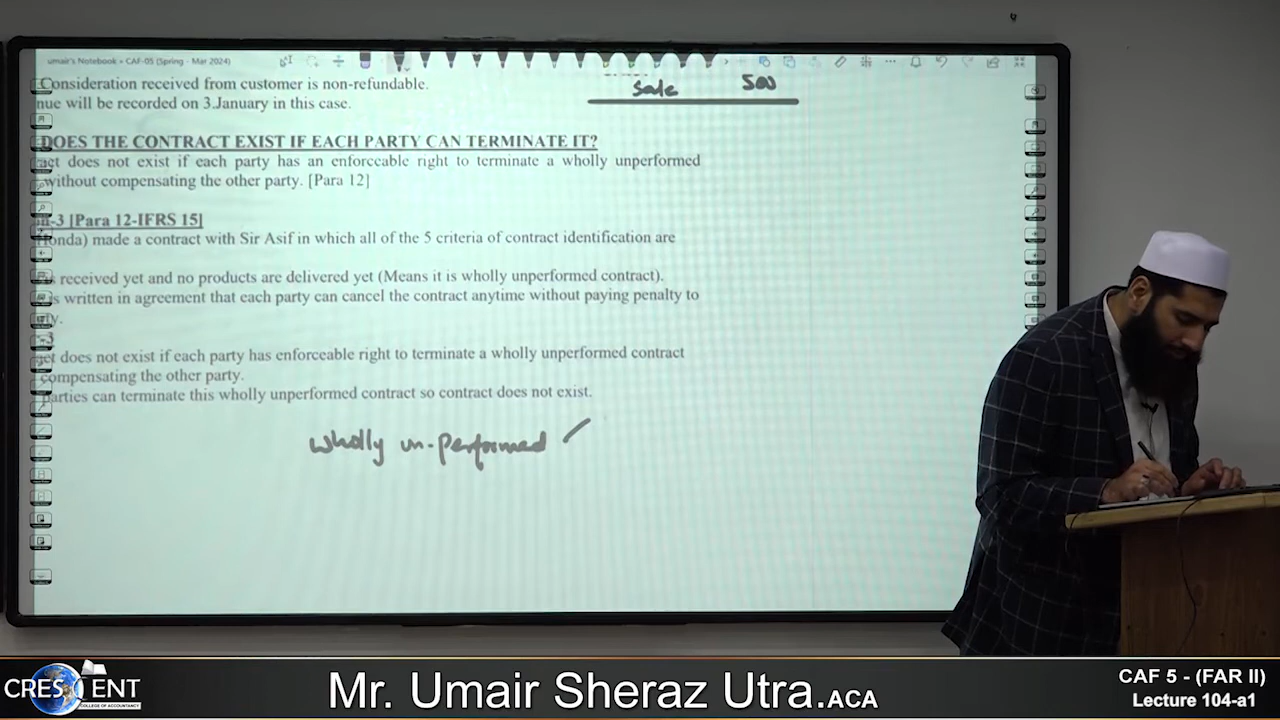 umair's Notebook » CAF-05 (Spring - Mar 2024)
Consideration received from customer is non-refundable.
nue will be recorded on 3.January in this case.
Sale 500
DOES THE CONTRACT EXIST IF EACH PARTY CAN TERMINATE IT?
act does not exist if each party has an enforceable right to terminate a wholly unperformed
without compensating the other party. [Para 12]
n-3 [Para 12-IFRS 15]
Honda) made a contract with Sir Asif in which all of the 5 criteria of contract identification are
received yet and no products are delivered yet (Means it is wholly unperformed contract).
is written in agreement that each party can cancel the contract anytime without paying penalty to
rty.
.3
act does not exist if each party has enforceable right to terminate a wholly unperformed contract
compensating the other party.
parties can terminate this wholly unperformed contract so contract does not exist.
wholly un-performed
CRESCENT
COLLEGE OF ACCOUNTANCY
Mr. Umair Sheraz Utra.ACA
CAF 5 - (FAR II)
Lecture 104-a1